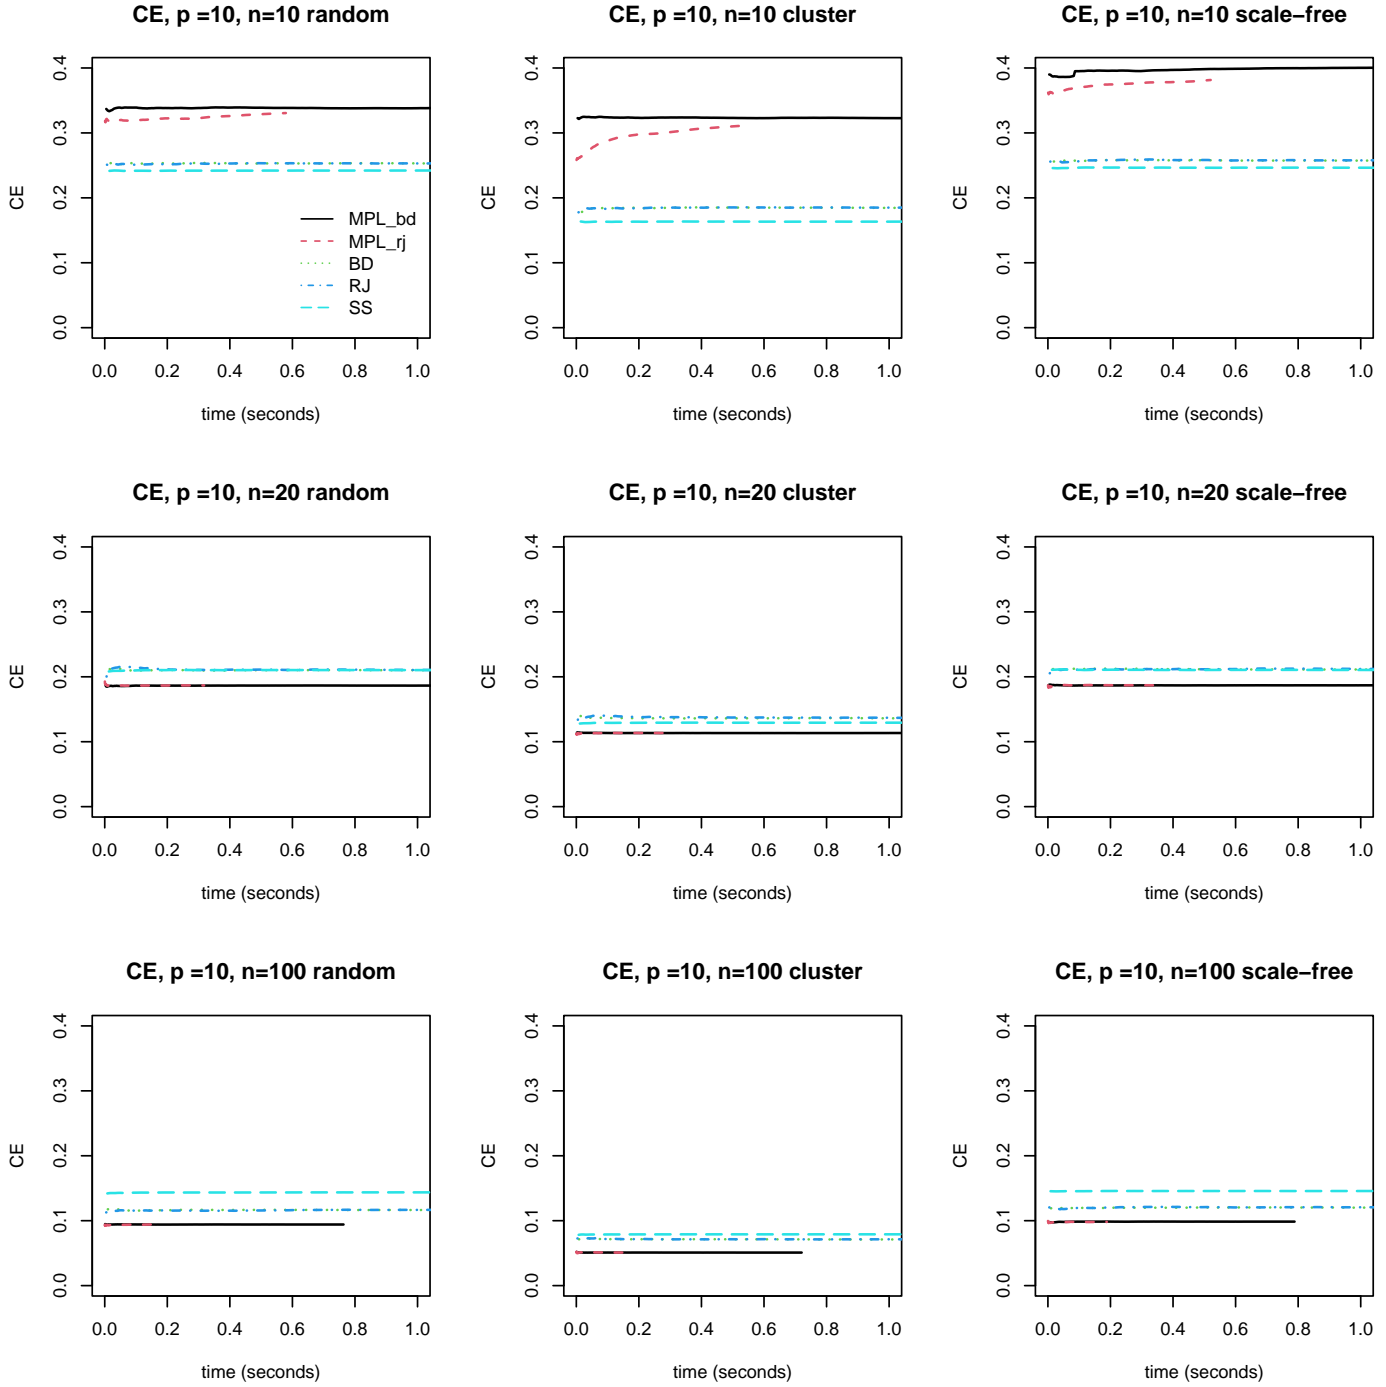 CE, p =10, n=10 random
CE
0.0 0.1 0.2 0.3 0.4
MPL_bd
MPL_rj
BD
RJ
SS
0.0 0.2 0.4 0.6 0.8 1.0
time (seconds)
CE, p =10, n=10 cluster
CE
0.0 0.1 0.2 0.3 0.4
0.0 0.2 0.4 0.6 0.8 1.0
time (seconds)
CE, p =10, n=10 scale−free
CE
0.0 0.1 0.2 0.3 0.4
0.0 0.2 0.4 0.6 0.8 1.0
time (seconds)
CE, p =10, n=20 random
CE
0.0 0.1 0.2 0.3 0.4
0.0 0.2 0.4 0.6 0.8 1.0
time (seconds)
CE, p =10, n=20 cluster
CE
0.0 0.1 0.2 0.3 0.4
0.0 0.2 0.4 0.6 0.8 1.0
time (seconds)
CE, p =10, n=20 scale−free
CE
0.0 0.1 0.2 0.3 0.4
0.0 0.2 0.4 0.6 0.8 1.0
time (seconds)
CE, p =10, n=100 random
CE
0.0 0.1 0.2 0.3 0.4
0.0 0.2 0.4 0.6 0.8 1.0
time (seconds)
CE, p =10, n=100 cluster
CE
0.0 0.1 0.2 0.3 0.4
0.0 0.2 0.4 0.6 0.8 1.0
time (seconds)
CE, p =10, n=100 scale−free
CE
0.0 0.1 0.2 0.3 0.4
0.0 0.2 0.4 0.6 0.8 1.0
time (seconds)